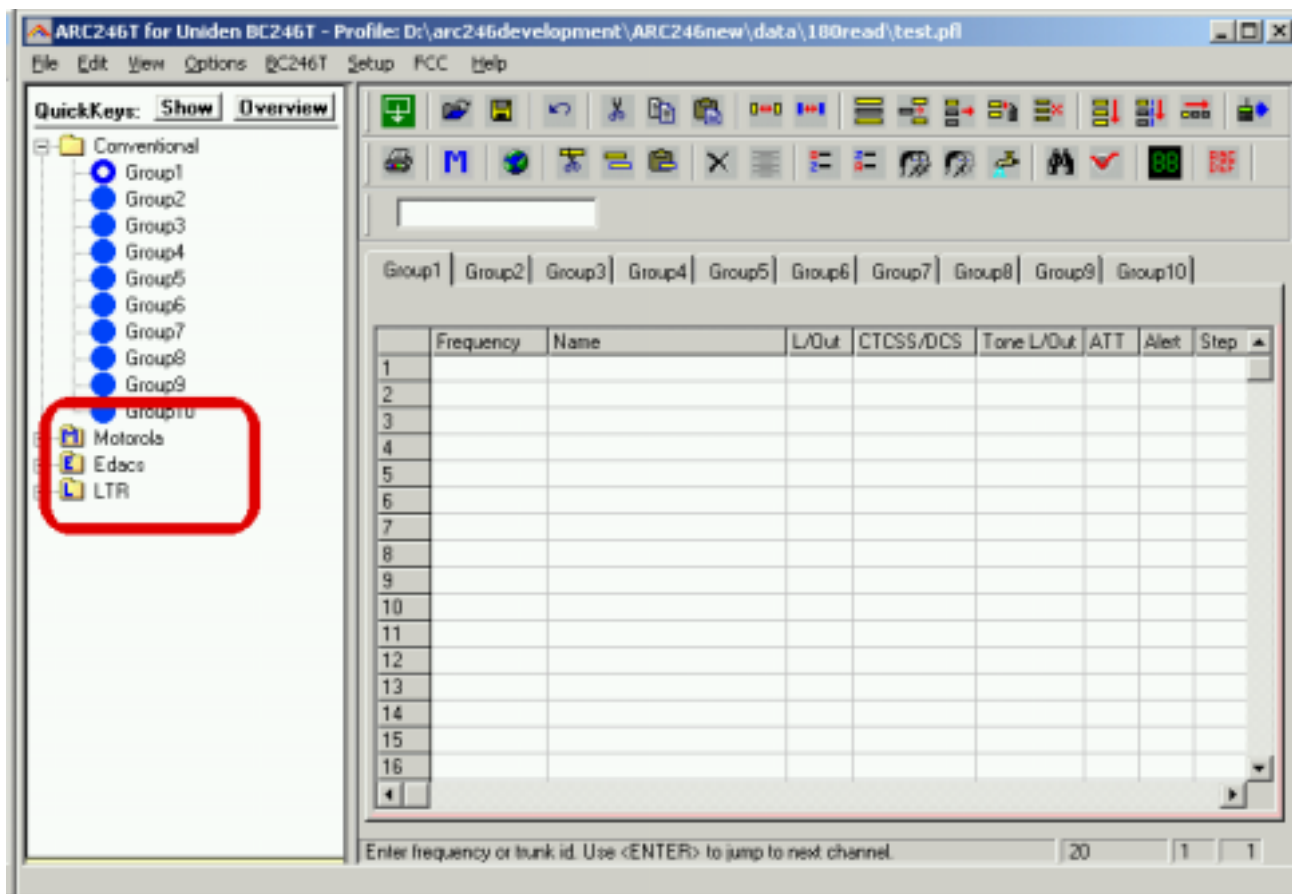 ARC246T for Uniden BC246T - Profile: D:\arc246development\ARC246new\data\180read\test.pfl
File Edit View Options BC246T Setup FCC Help
QuickKeys: Show Overview
Conventional
Group1
Group2
Group3
Group4
Group5
Group6
Group7
Group8
Group9
Group10
Motorola
Edacs
LTR
M
88
Group1 Group2 Group3 Group4 Group5 Group6 Group7 Group8 Group9 Group10
Frequency Name L/Out CTCSS/DCS Tone L/Out ATT Alert Step
1
2
3
4
5
6
7
8
9
10
11
12
13
14
15
16
Enter frequency or trunk id. Use <ENTER> to jump to next channel. 20 1 1